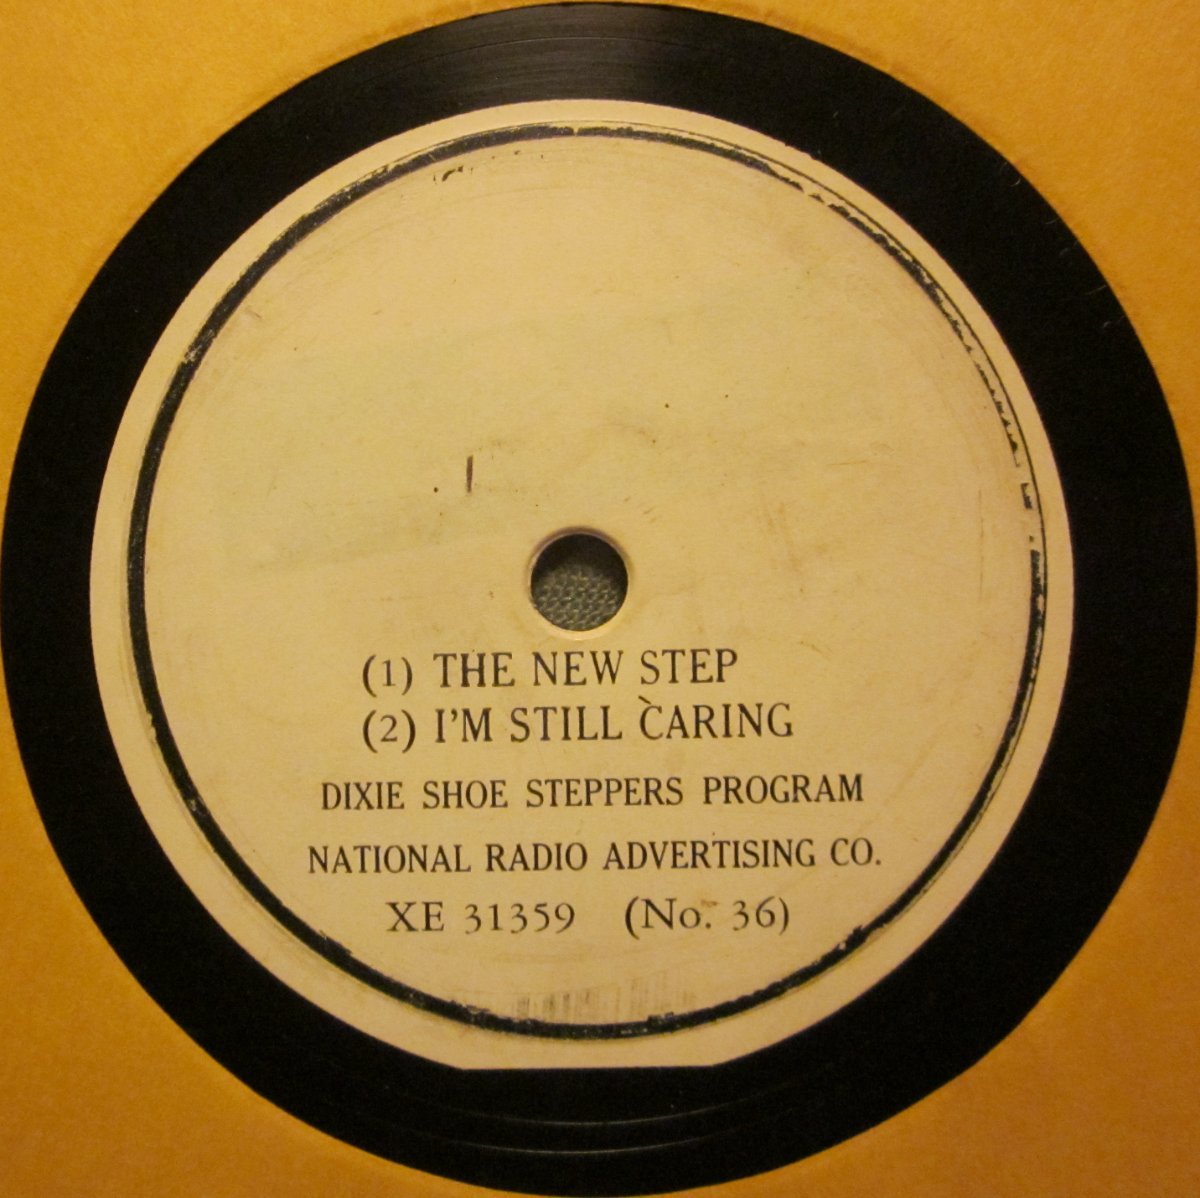 (1) THE NEW STEP
(2) I'M STILL CARING
DIXIE SHOE STEPPERS PROGRAM
NATIONAL RADIO ADVERTISING CO.
XE 31359 (No. 36)